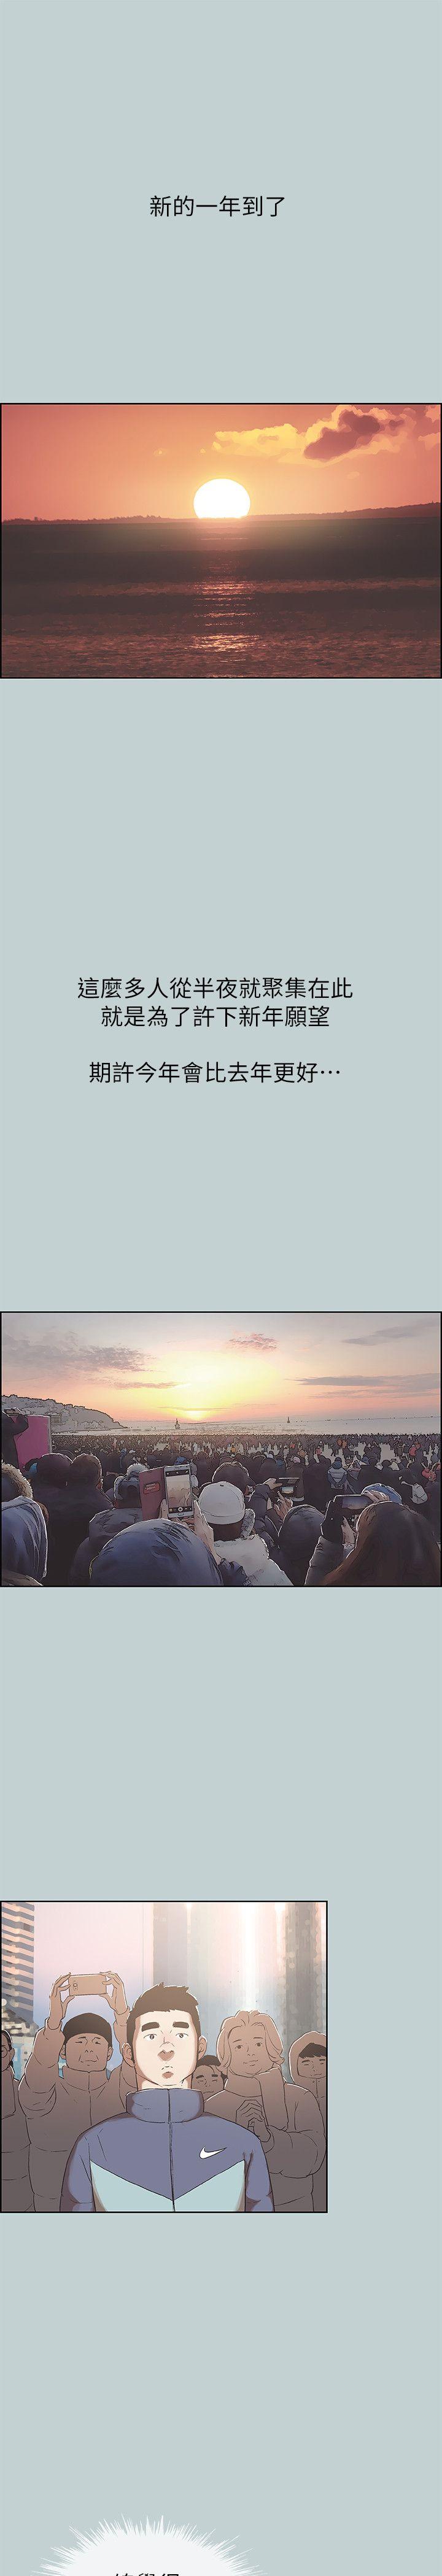 新的一年到了
這麼多人從半夜就聚集在此
就是為了許下新年願望
期許今年會比去年更好⋯